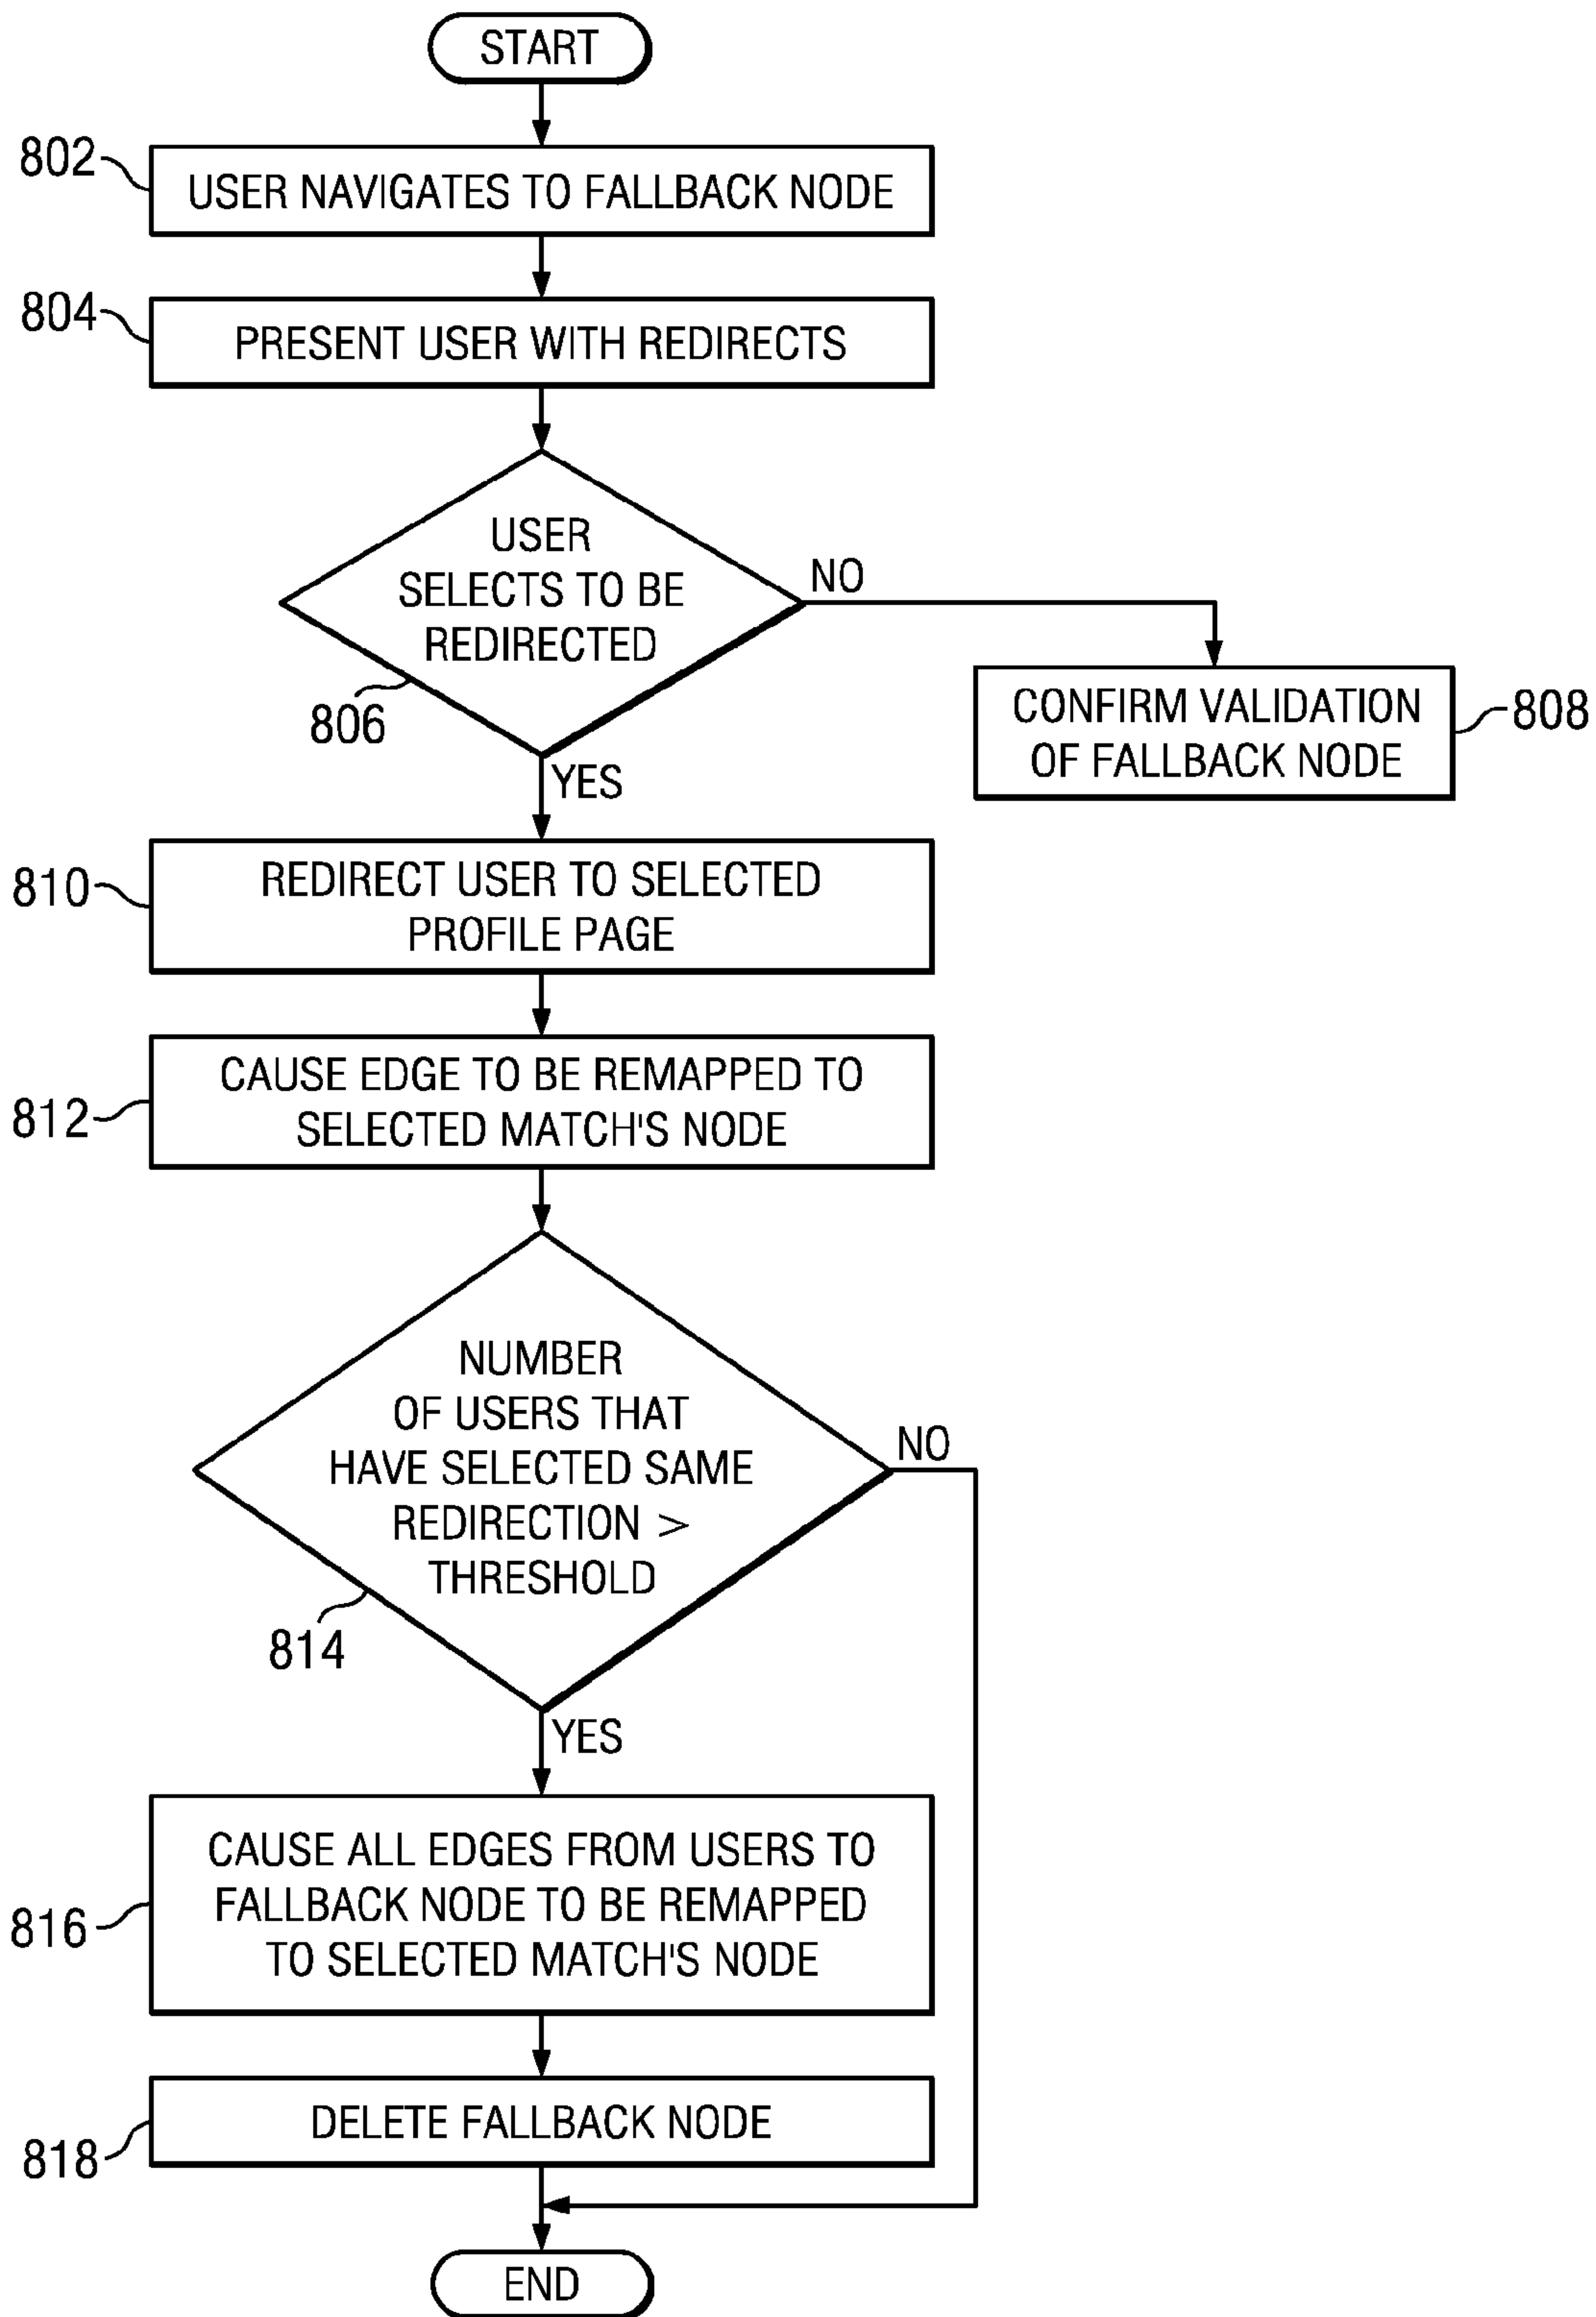 START
802
USER NAVIGATES TO FALLBACK NODE
804
PRESENT USER WITH REDIRECTS
USER
SELECTS TO BE
REDIRECTED
806
NO
CONFIRM VALIDATION
OF FALLBACK NODE
808
YES
810
REDIRECT USER TO SELECTED
PROFILE PAGE
812
CAUSE EDGE TO BE REMAPPED TO
SELECTED MATCH'S NODE
NUMBER
OF USERS THAT
HAVE SELECTED SAME
REDIRECTION >
THRESHOLD
814
NO
YES
816
CAUSE ALL EDGES FROM USERS TO
FALLBACK NODE TO BE REMAPPED
TO SELECTED MATCH'S NODE
818
DELETE FALLBACK NODE
END